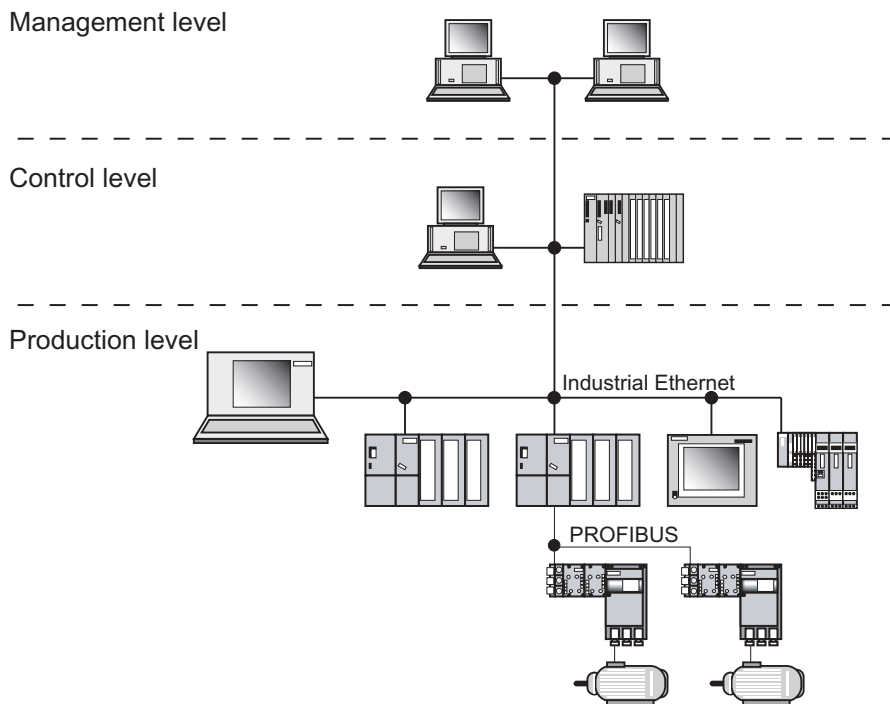 Management level
Control level
Production level
Industrial Ethernet
PROFIBUS